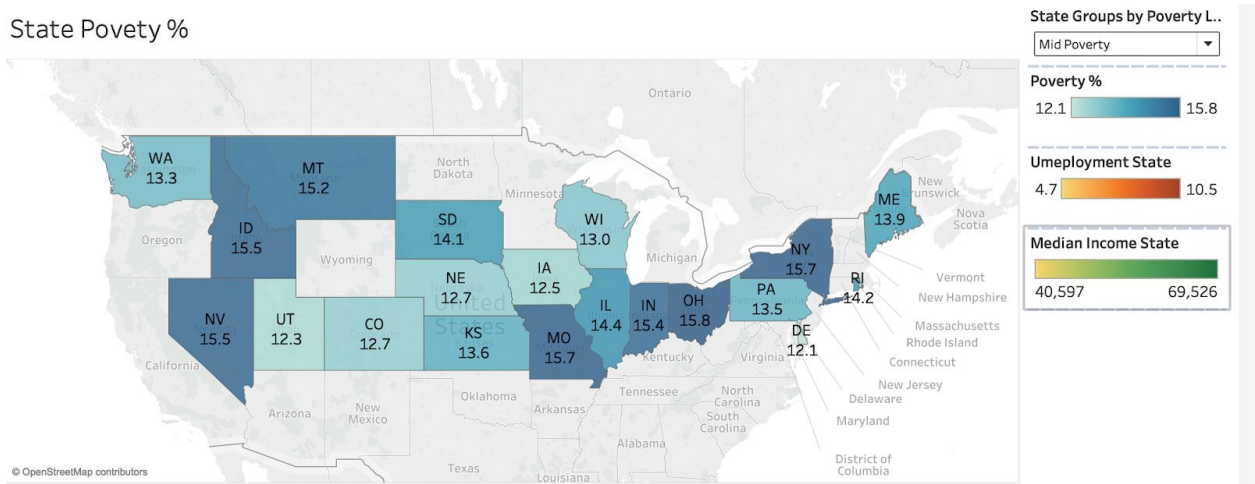 State Povety %
State Groups by Poverty L..
Mid Poverty
Poverty %
12.1 15.8
Umeployment State
4.7 10.5
Median Income State
40,597 69,526
Ontario
WA
13.3
MT
15.2
North
Dakota
Minnesota
ME
13.9
New
Brunswick
Nova
Scotia
ID
15.5
SD
14.1
WI
13.0
Oregon
Wyoming
Michigan
NY
15.7
NE
12.7
IA
12.5
United
States
Vermont
New Hampshire
Massachusetts
Rhode Island
Connecticut
New Jersey
Delaware
Maryland
District of
Columbia
RI
14.2
PA
13.5
DE
12.1
NV
15.5
UT
12.3
CO
12.7
KS
13.6
MO
15.7
IL
14.4
IN
15.4
OH
15.8
California
Kentucky
Virginia
Oklahoma
Arkansas
Tennessee
North
Carolina
South
Carolina
Arizona
New
Mexico
Alabama
Texas
Louisiana
© OpenStreetMap contributors